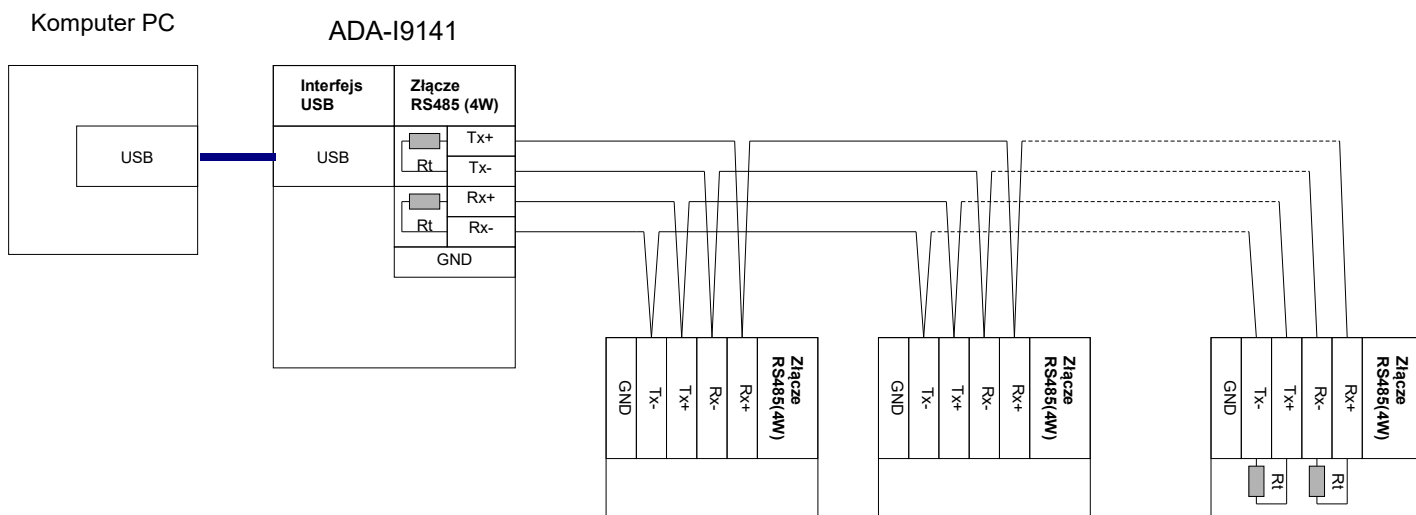 Komputer PC
ADA-I9141
Interfejs
USB
Złącze
RS485 (4W)
USB
USB
Rt
Tx+
Tx-
Rt
Rx+
Rx-
GND
GND
Tx-
Tx+
Rx-
Rx+
Złącze
RS485(4W)
GND
Tx-
Tx+
Rx-
Rx+
Złącze
RS485(4W)
GND
Tx-
Tx+
Rx-
Rx+
Złącze
RS485(4W)
Rt
Rt